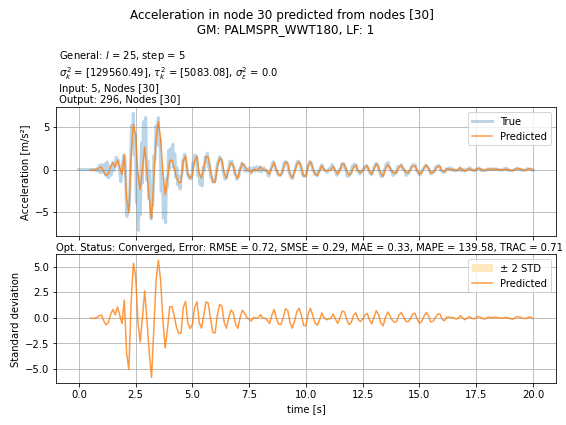 Acceleration in node 30 predicted from nodes [30]
GM: PALMSPR_WWT180, LF: 1
General: l = 25, step = 5
σ²ₖ = [129560.49], τ²ₖ = [5083.08], σ²ε = 0.0
Input: 5, Nodes [30]
Output: 296, Nodes [30]
True
Predicted
5
0
−5
Acceleration [m/s²]
Opt. Status: Converged, Error: RMSE = 0.72, SMSE = 0.29, MAE = 0.33, MAPE = 139.58, TRAC = 0.71
± 2 STD
Predicted
5.0
2.5
0.0
−2.5
−5.0
Standard deviation
0.0 2.5 5.0 7.5 10.0 12.5 15.0 17.5 20.0
time [s]